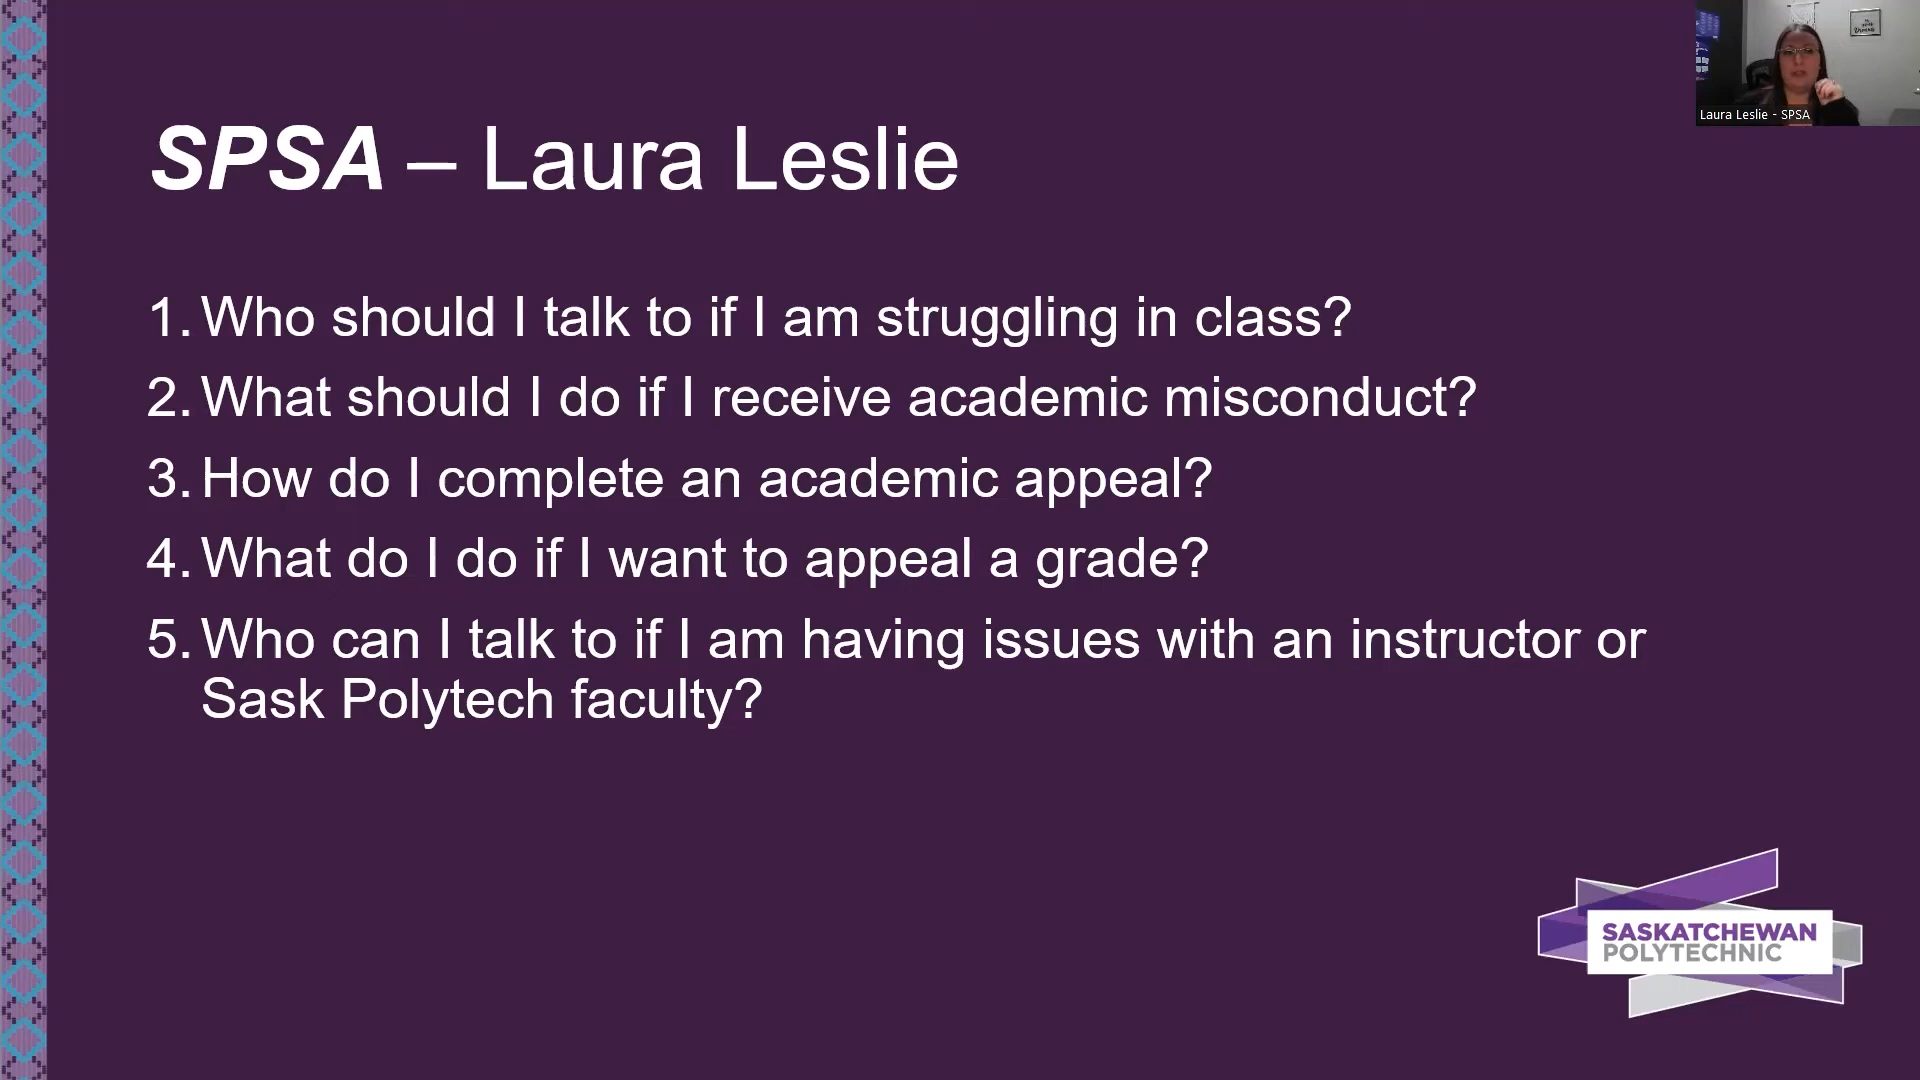 Laura Leslie - SPSA
SPSA – Laura Leslie
1. Who should I talk to if I am struggling in class?
2. What should I do if I receive academic misconduct?
3. How do I complete an academic appeal?
4. What do I do if I want to appeal a grade?
5. Who can I talk to if I am having issues with an instructor or
Sask Polytech faculty?
SASKATCHEWAN
POLYTECHNIC